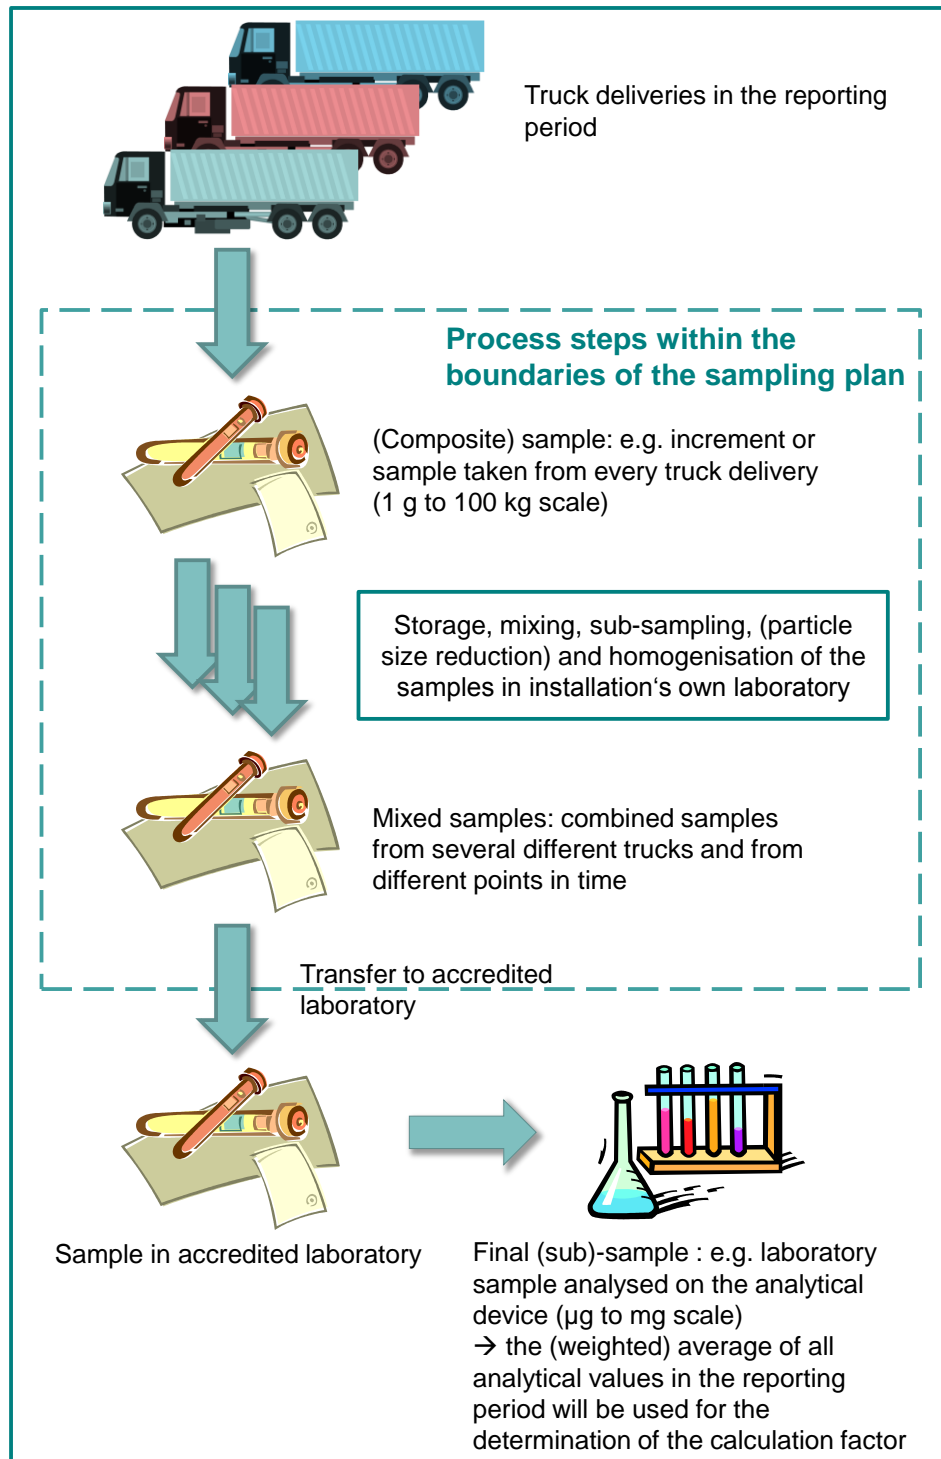 Truck deliveries in the reporting
period
Process steps within the
boundaries of the sampling plan
(Composite) sample: e.g. increment or
sample taken from every truck delivery
(1 g to 100 kg scale)
Storage, mixing, sub-sampling, (particle
size reduction) and homogenisation of the
samples in installation‘s own laboratory
Mixed samples: combined samples
from several different trucks and from
different points in time
Transfer to accredited
laboratory
Sample in accredited laboratory
Final (sub)-sample : e.g. laboratory
sample analysed on the analytical
device (µg to mg scale)
→ the (weighted) average of all
analytical values in the reporting
period will be used for the
determination of the calculation factor